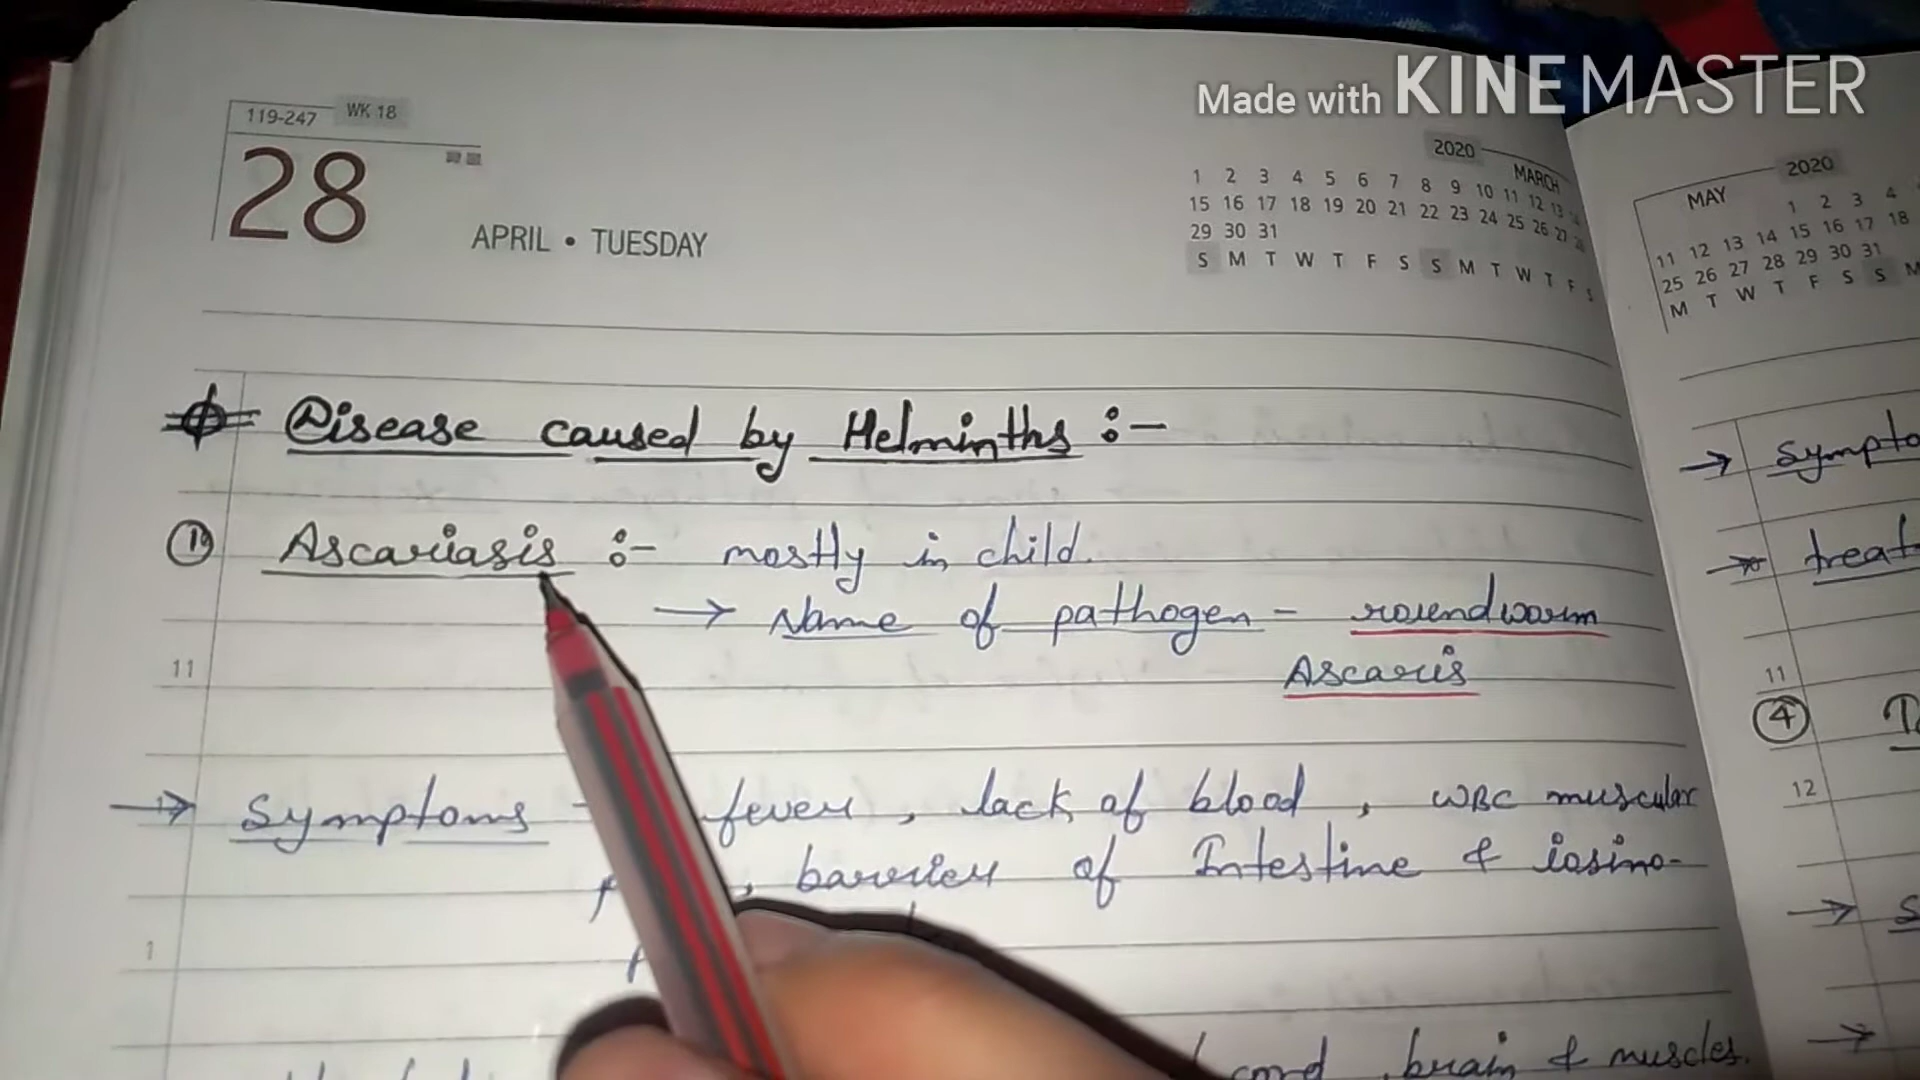 Made with KINEMASTER
119-247 WK 18
28
APRIL • TUESDAY
2020
MARCH
1 2 3 4 5 6 7 8 9 10 11 12 13
15 16 17 18 19 20 21 22 23 24 25 26 27 28
29 30 31
S M T W T F S S M T W T F S
Disease caused by Helminths :-
1 Ascariasis :- mostly in child.
→ Name of pathogen - roundworm
Ascaris
11
→ Symptoms - fever, lack of blood, WBC muscular
, barrier of Intestine & iosino-
1
cord, brain & muscles.
MAY 2020
1 2 3 4
11 12 13 14 15 16 17 18
25 26 27 28 29 30 31
M T W T F S S M
→ Sympto
→ treat
11
4
12
→ S
→